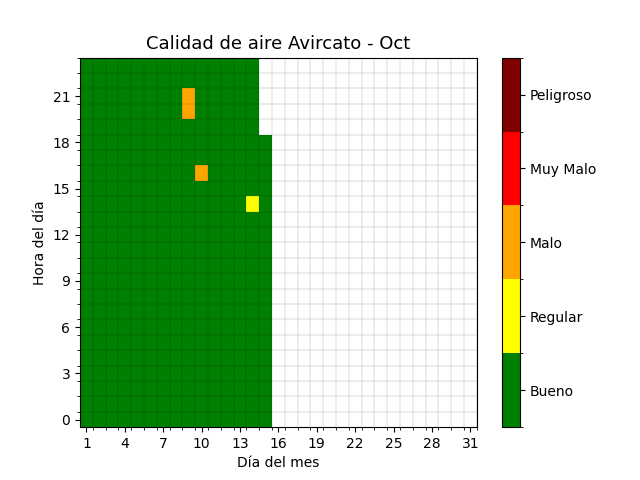 Calidad de aire Avircato - Oct
Hora del día
21
18
15
12
9
6
3
0
1 4 7 10 13 16 19 22 25 28 31
Día del mes
Peligroso
Muy Malo
Malo
Regular
Bueno